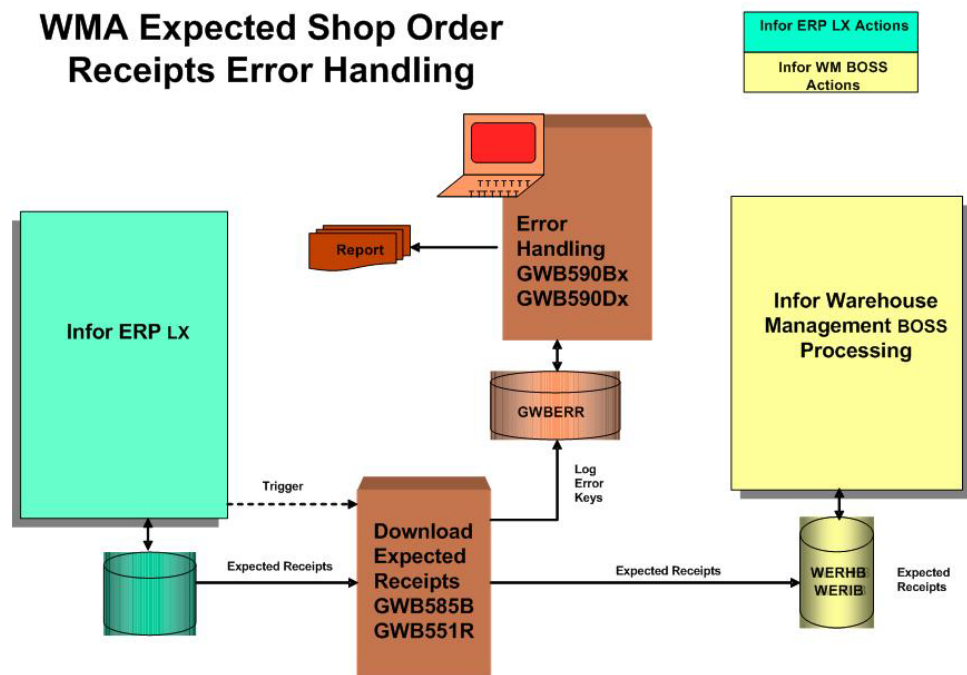 WMA Expected Shop Order
Receipts Error Handling
Infor ERP LX Actions
Infor WM BOSS
Actions
Error
Handling
GWB590Bx
GWB590Dx
Report
Infor ERP LX
Infor Warehouse
Management BOSS
Processing
GWBERR
Log
Error
Keys
Trigger
Download
Expected
Receipts
GWB585B
GWB551R
Expected Receipts
Expected Receipts
WERHB
WERIB
Expected
Receipts